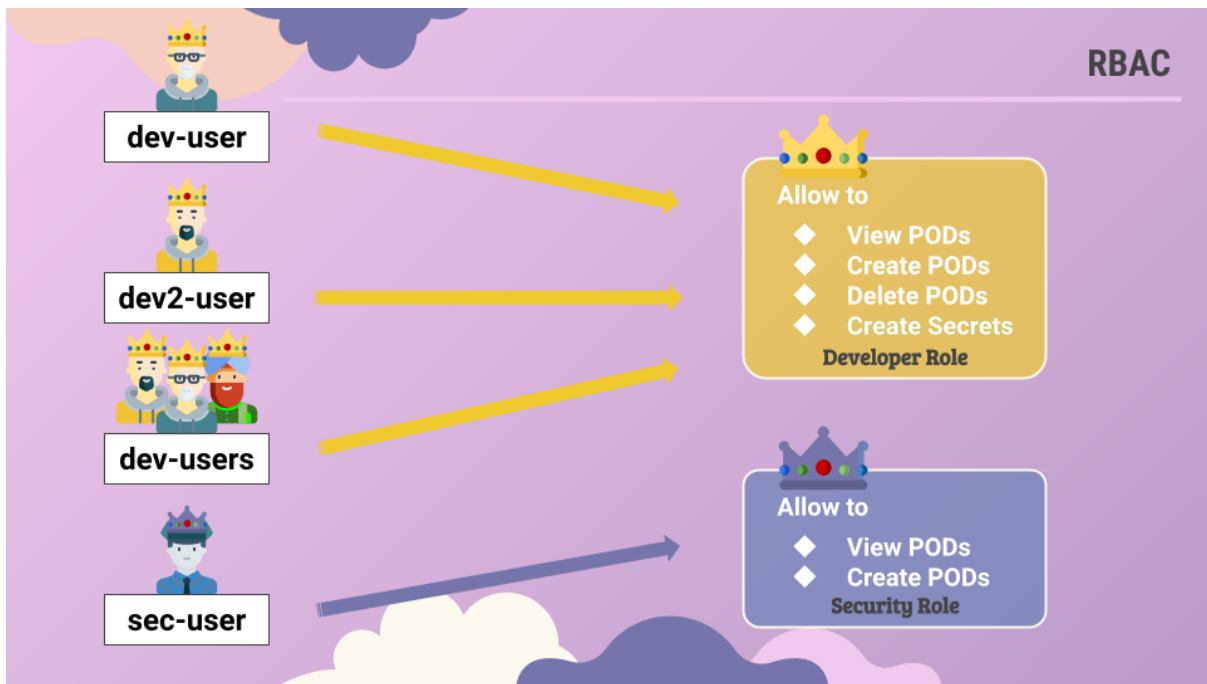 RBAC
dev-user
dev2-user
dev-users
sec-user
Allow to
View PODs
Create PODs
Delete PODs
Create Secrets
Developer Role
Allow to
View PODs
Create PODs
Security Role